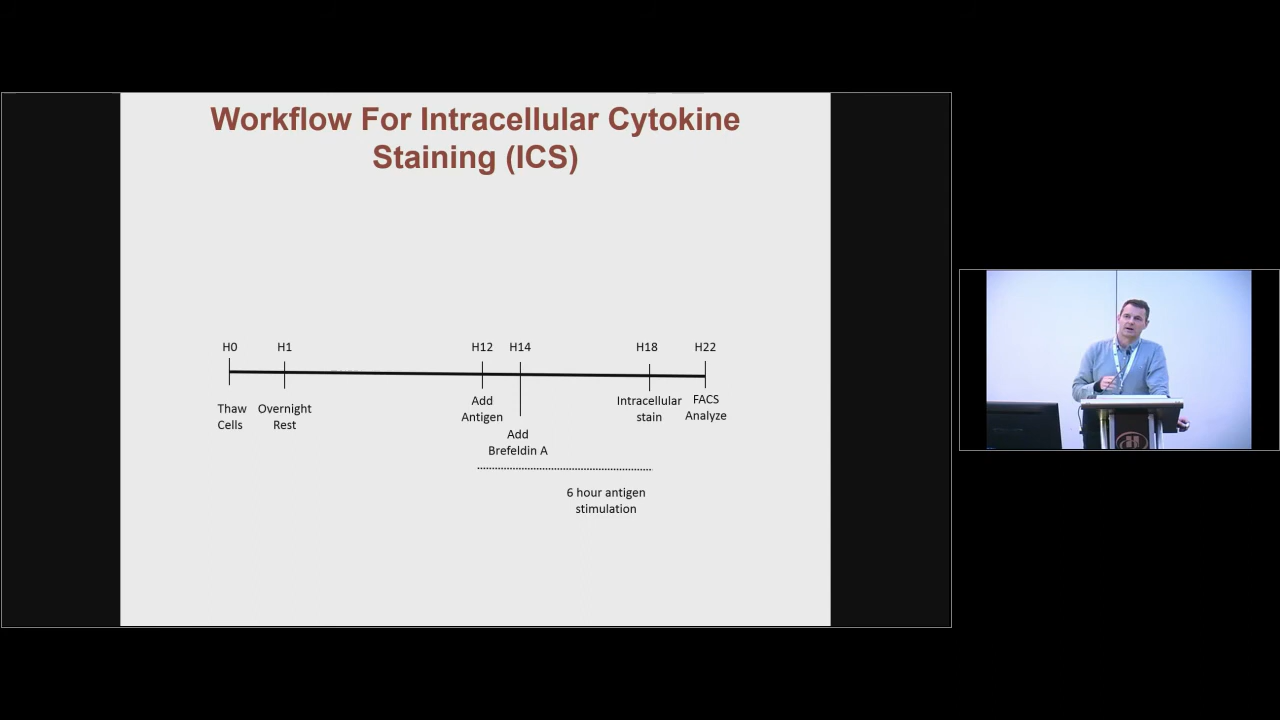 Workflow For Intracellular Cytokine
Staining (ICS)
H0
H1
H12
H14
H18
H22
Thaw
Cells
Overnight
Rest
Add
Antigen
Add
Brefeldin A
Intracellular
stain
FACS
Analyze
6 hour antigen
stimulation